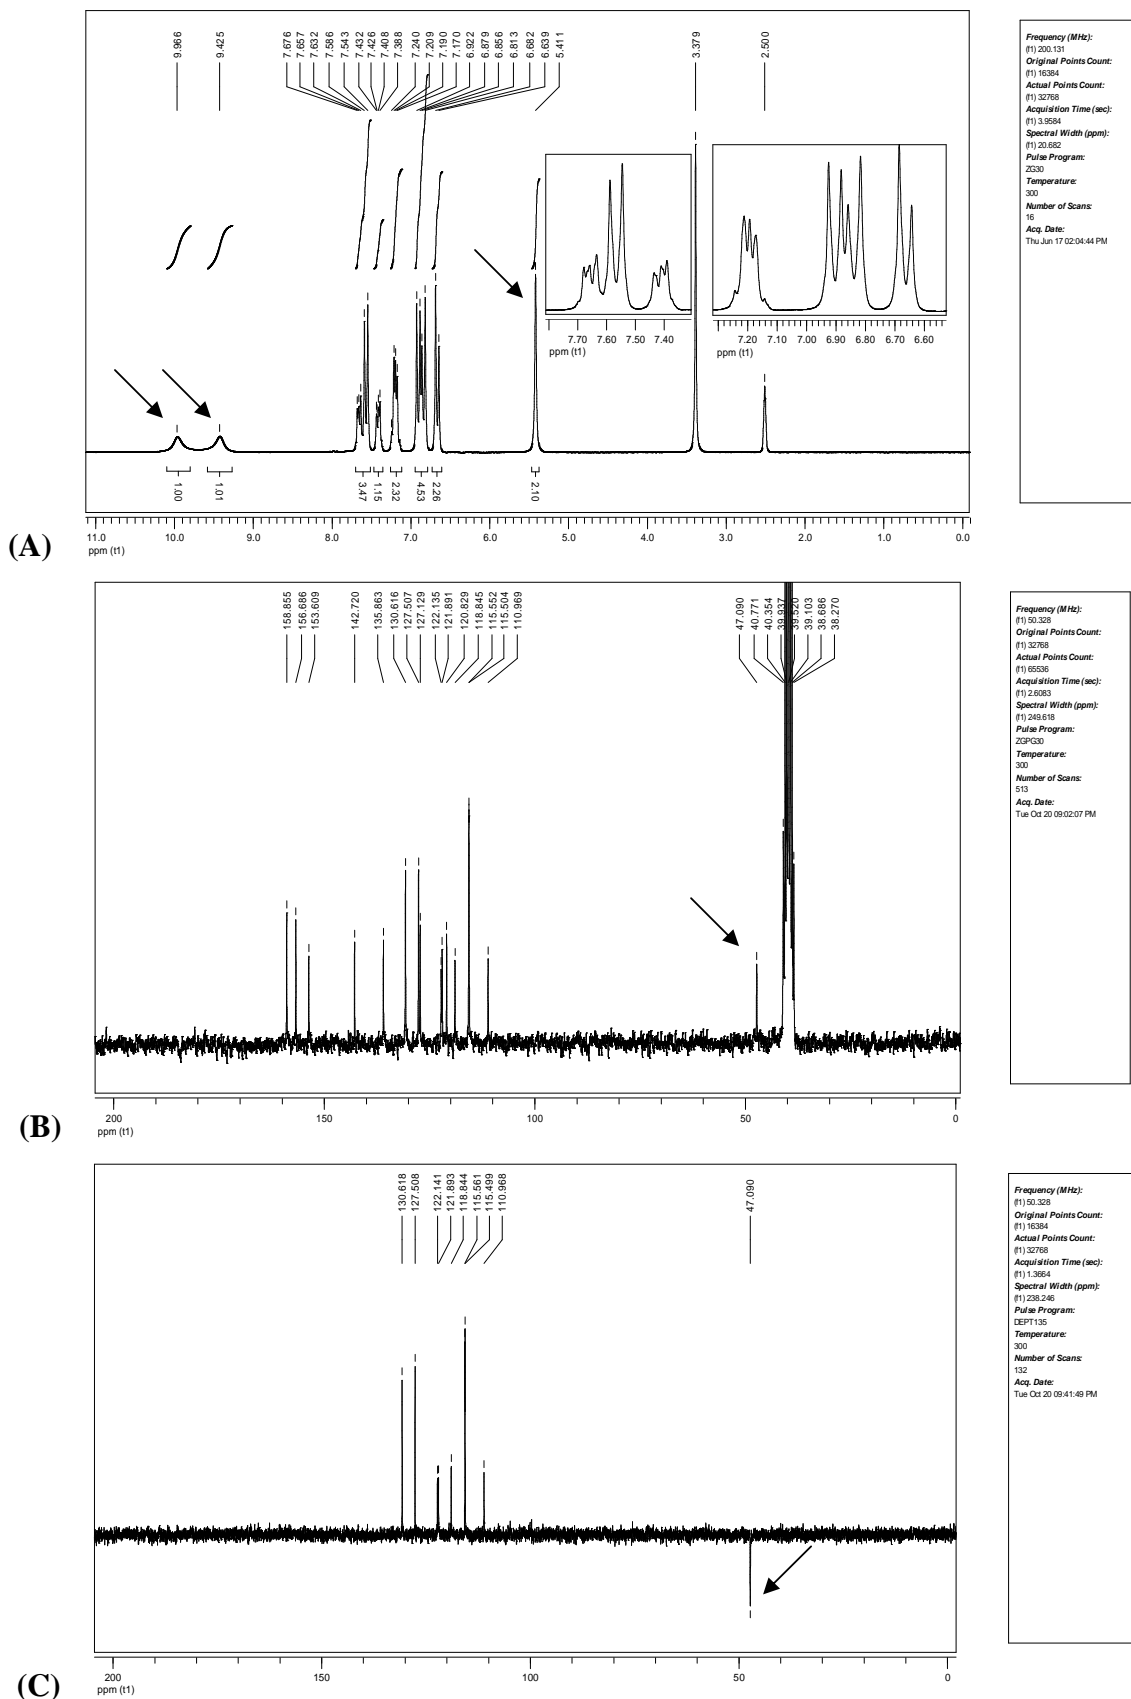 9.966
9.425
7.676
7.657
7.632
7.586
7.543
7.432
7.426
7.408
7.388
7.240
7.209
7.190
7.170
6.922
6.879
6.856
6.813
6.682
6.639
5.411
3.379
2.500
7.70 7.60 7.50 7.40
ppm (t1)
7.20 7.10 7.00 6.90 6.80 6.70 6.60
ppm (t1)
1.00
1.01
3.47
1.15
2.32
4.53
2.26
2.10
11.0 10.0 9.0 8.0 7.0 6.0 5.0 4.0 3.0 2.0 1.0 0.0
ppm (t1)
(A)
Frequency (MHz):
(f1) 200.131
Original Points Count:
(f1) 16384
Actual Points Count:
(f1) 32768
Acquisition Time (sec):
(f1) 3.9584
Spectral Width (ppm):
(f1) 20.682
Pulse Program:
ZG30
Temperature:
300
Number of Scans:
16
Acq. Date:
Thu Jun 17 02:04:44 PM
158.855
156.686
153.609
142.720
135.863
130.616
127.507
127.129
122.135
121.891
120.829
118.845
115.552
115.504
110.969
47.090
40.771
40.354
39.937
39.520
39.103
38.686
38.270
200 150 100 50 0
ppm (t1)
(B)
Frequency (MHz):
(f1) 50.328
Original Points Count:
(f1) 32768
Actual Points Count:
(f1) 65536
Acquisition Time (sec):
(f1) 2.6083
Spectral Width (ppm):
(f1) 249.618
Pulse Program:
ZGPG30
Temperature:
300
Number of Scans:
513
Acq. Date:
Tue Oct 20 09:02:07 PM
130.618
127.508
122.141
121.893
118.844
115.561
115.499
110.968
47.090
200 150 100 50 0
ppm (t1)
(C)
Frequency (MHz):
(f1) 50.328
Original Points Count:
(f1) 16384
Actual Points Count:
(f1) 32768
Acquisition Time (sec):
(f1) 1.3664
Spectral Width (ppm):
(f1) 238.246
Pulse Program:
DEPT135
Temperature:
300
Number of Scans:
132
Acq. Date:
Tue Oct 20 09:41:49 PM